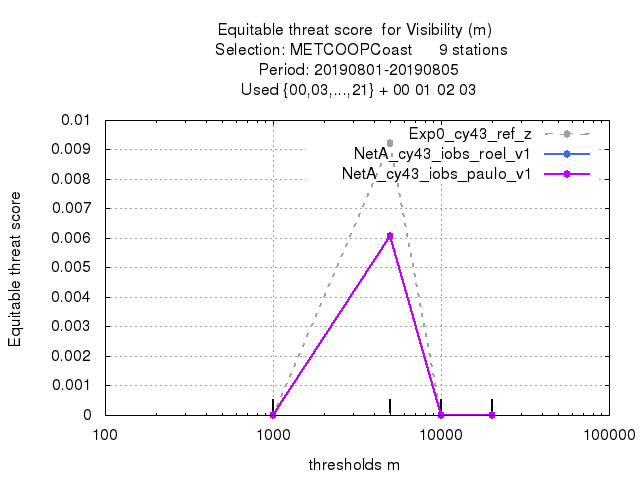 Equitable threat score  for Visibility (m)
Selection: METCOOPCoast      9 stations
Period: 20190801-20190805
Used {00,03,...,21} + 00 01 02 03
Exp0_cy43_ref_z
NetA_cy43_iobs_roel_v1
NetA_cy43_iobs_paulo_v1
Equitable threat score
0.01
0.009
0.008
0.007
0.006
0.005
0.004
0.003
0.002
0.001
0
100
1000
10000
100000
thresholds m